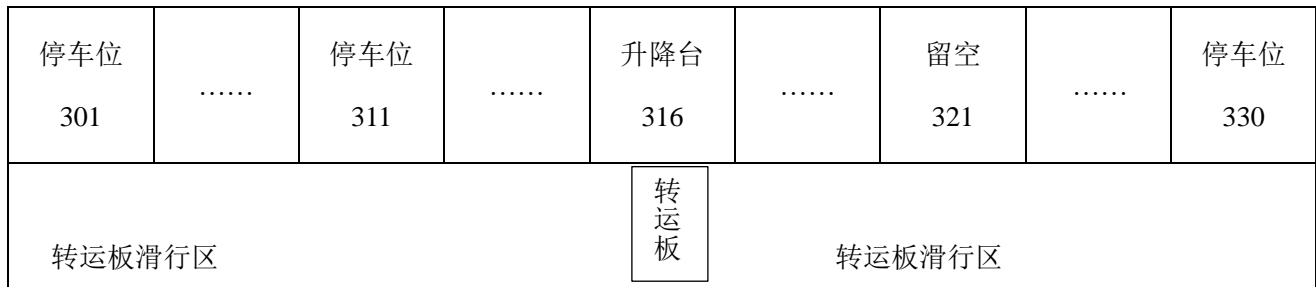 停车位 …… 停车位 …… 升降台 …… 留空 …… 停车位
301 311 316 321 330
转运板
转运板滑行区 转运板滑行区